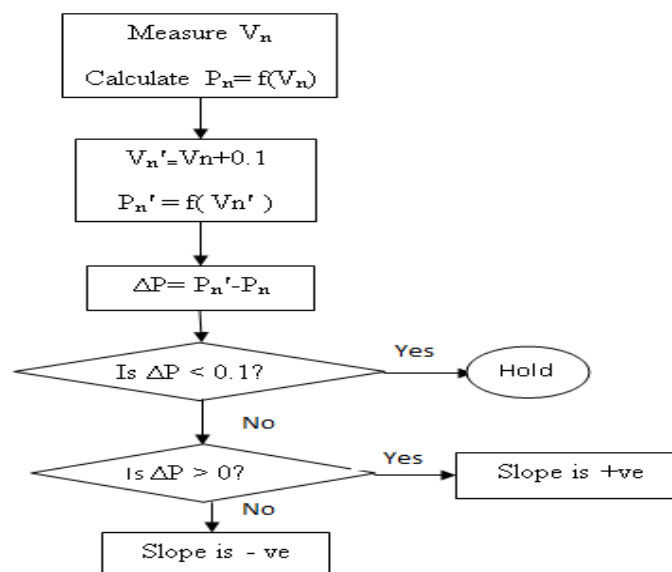 Measure Vₙ
Calculate Pₙ= f(Vₙ)
Vₙ'=Vn+0.1
Pₙ' = f( Vn' )
ΔP= Pₙ'-Pₙ
Is ΔP < 0.1?
Yes
Hold
No
Is ΔP > 0?
Yes
Slope is +ve
No
Slope is - ve